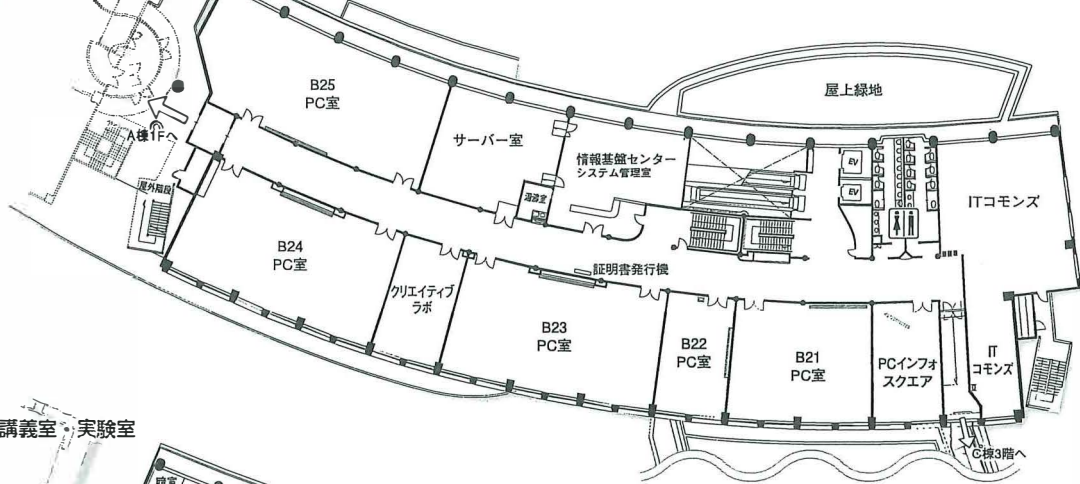 B25
PC室
サーバー室
情報基盤センター
システム管理室
屋上緑地
EV
EV
ITコモンズ
A棟1Fへ
屋外階段
湯沸室
B24
PC室
クリエイティブ
ラボ
証明書発行機
B23
PC室
B22
PC室
B21
PC室
PCインフォ
スクエア
IT
コモンズ
II
C棟3階へ
講義室・実験室